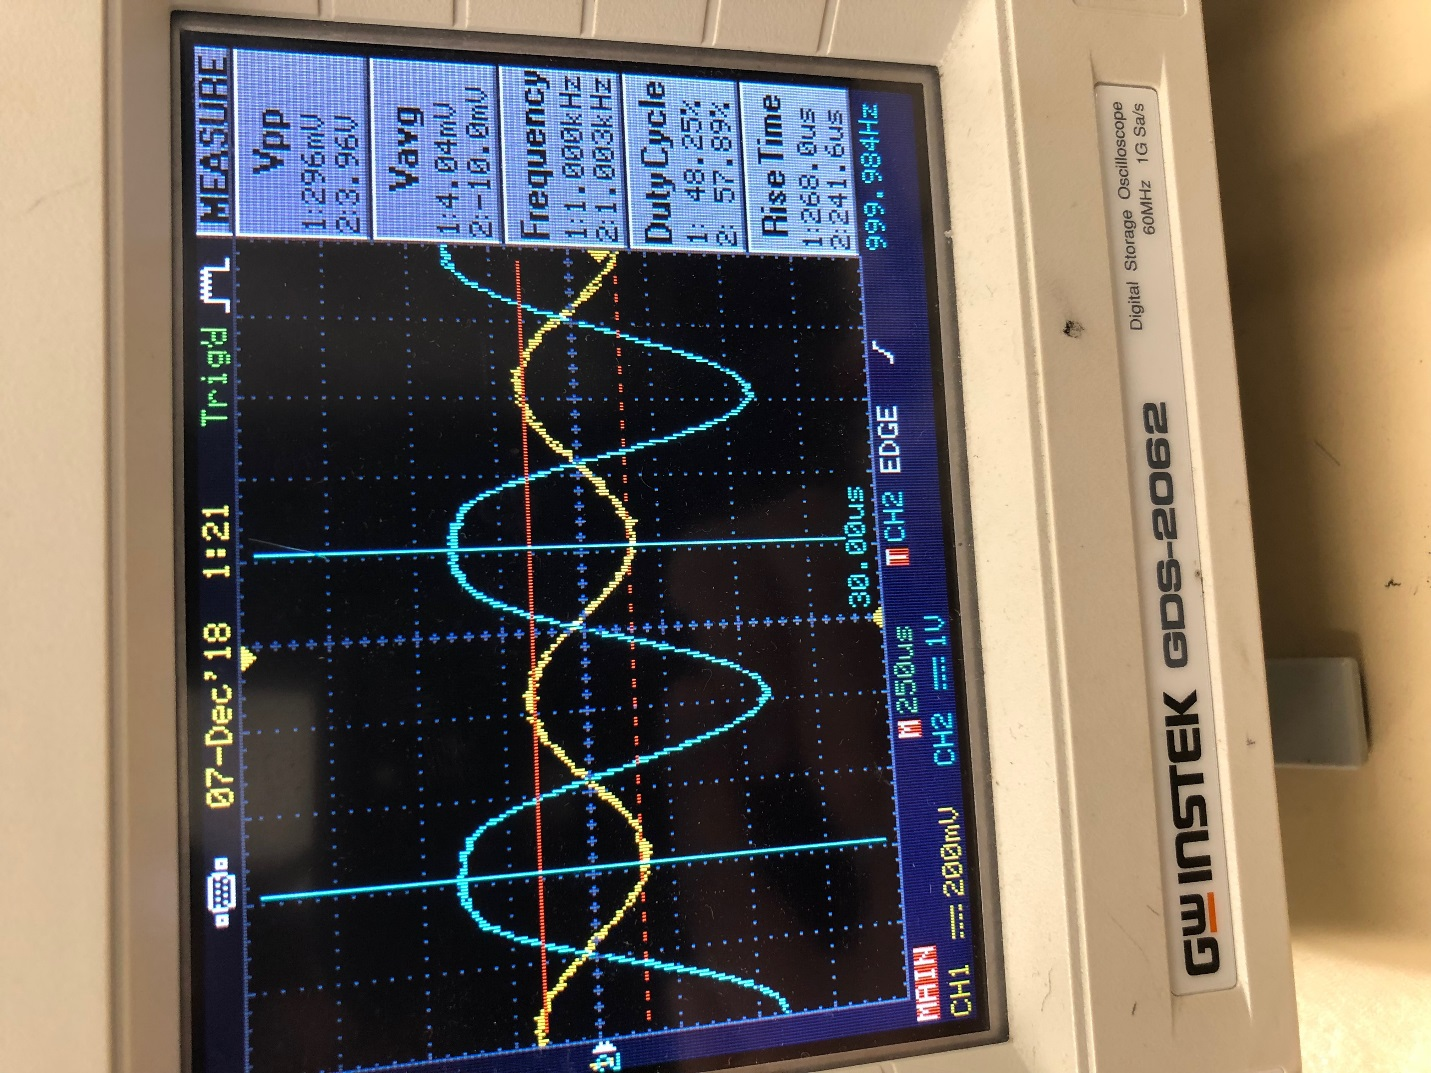 07-Dec'18 1:21 Trig'd
MEASURE
Vpp
1:296mV
2:3.96V
Vavg
1:4.04mV
2:-10.0mV
Frequency
1:1.000kHz
2:1.003kHz
DutyCycle
1: 48.25%
2: 57.89%
Rise Time
1:268.0us
2:241.6us
30.00us
MAIN M 250us T CH2 EDGE 999.984Hz
CH1 200mV CH2 1V
GW INSTEK GDS-2062 Digital Storage Oscilloscope
60MHz 1G Sa/s